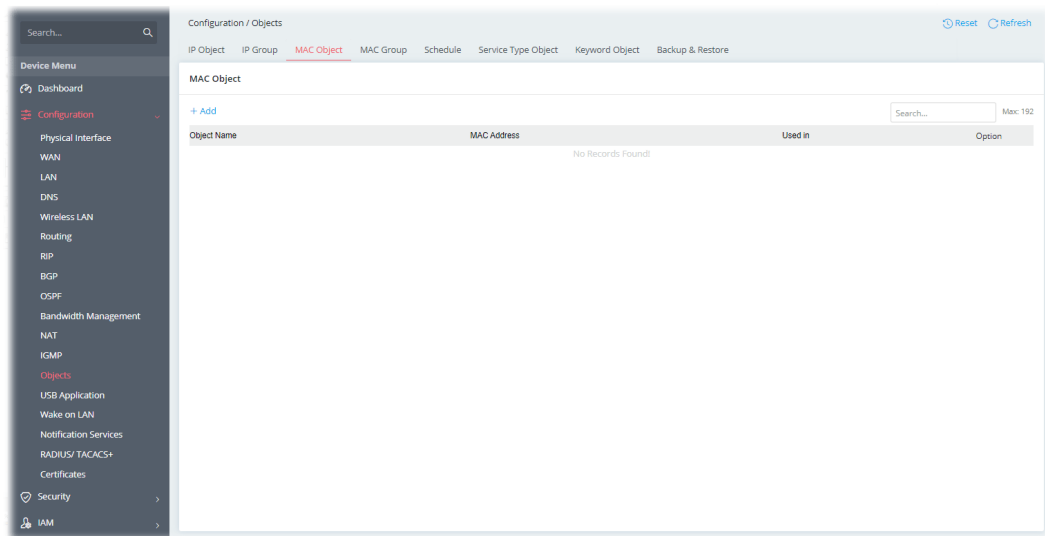 Search...
Device Menu
Dashboard
Configuration
Physical Interface
WAN
LAN
DNS
Wireless LAN
Routing
RIP
BGP
OSPF
Bandwidth Management
NAT
IGMP
Objects
USB Application
Wake on LAN
Notification Services
RADIUS/ TACACS+
Certificates
Security
IAM
Configuration / Objects
Reset Refresh
IP Object IP Group MAC Object MAC Group Schedule Service Type Object Keyword Object Backup & Restore
MAC Object
+ Add
Search... Max: 192
Object Name MAC Address Used in Option
No Records Found!